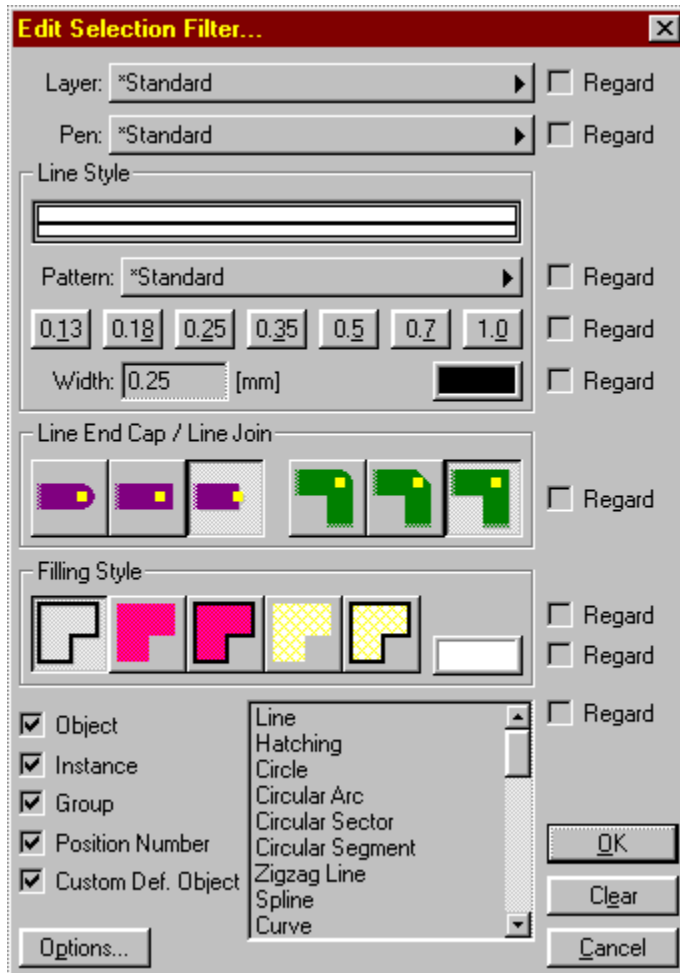 Edit Selection Filter...
Layer: *Standard Regard
Pen: *Standard Regard
Line Style
Pattern: *Standard Regard
0.13 0.18 0.25 0.35 0.5 0.7 1.0 Regard
Width: 0.25 [mm] Regard
Line End Cap / Line Join
Regard
Filling Style
Regard
Regard
Regard
Object
Instance
Group
Position Number
Custom Def. Object
Line
Hatching
Circle
Circular Arc
Circular Sector
Circular Segment
Zigzag Line
Spline
Curve
OK
Clear
Options... Cancel